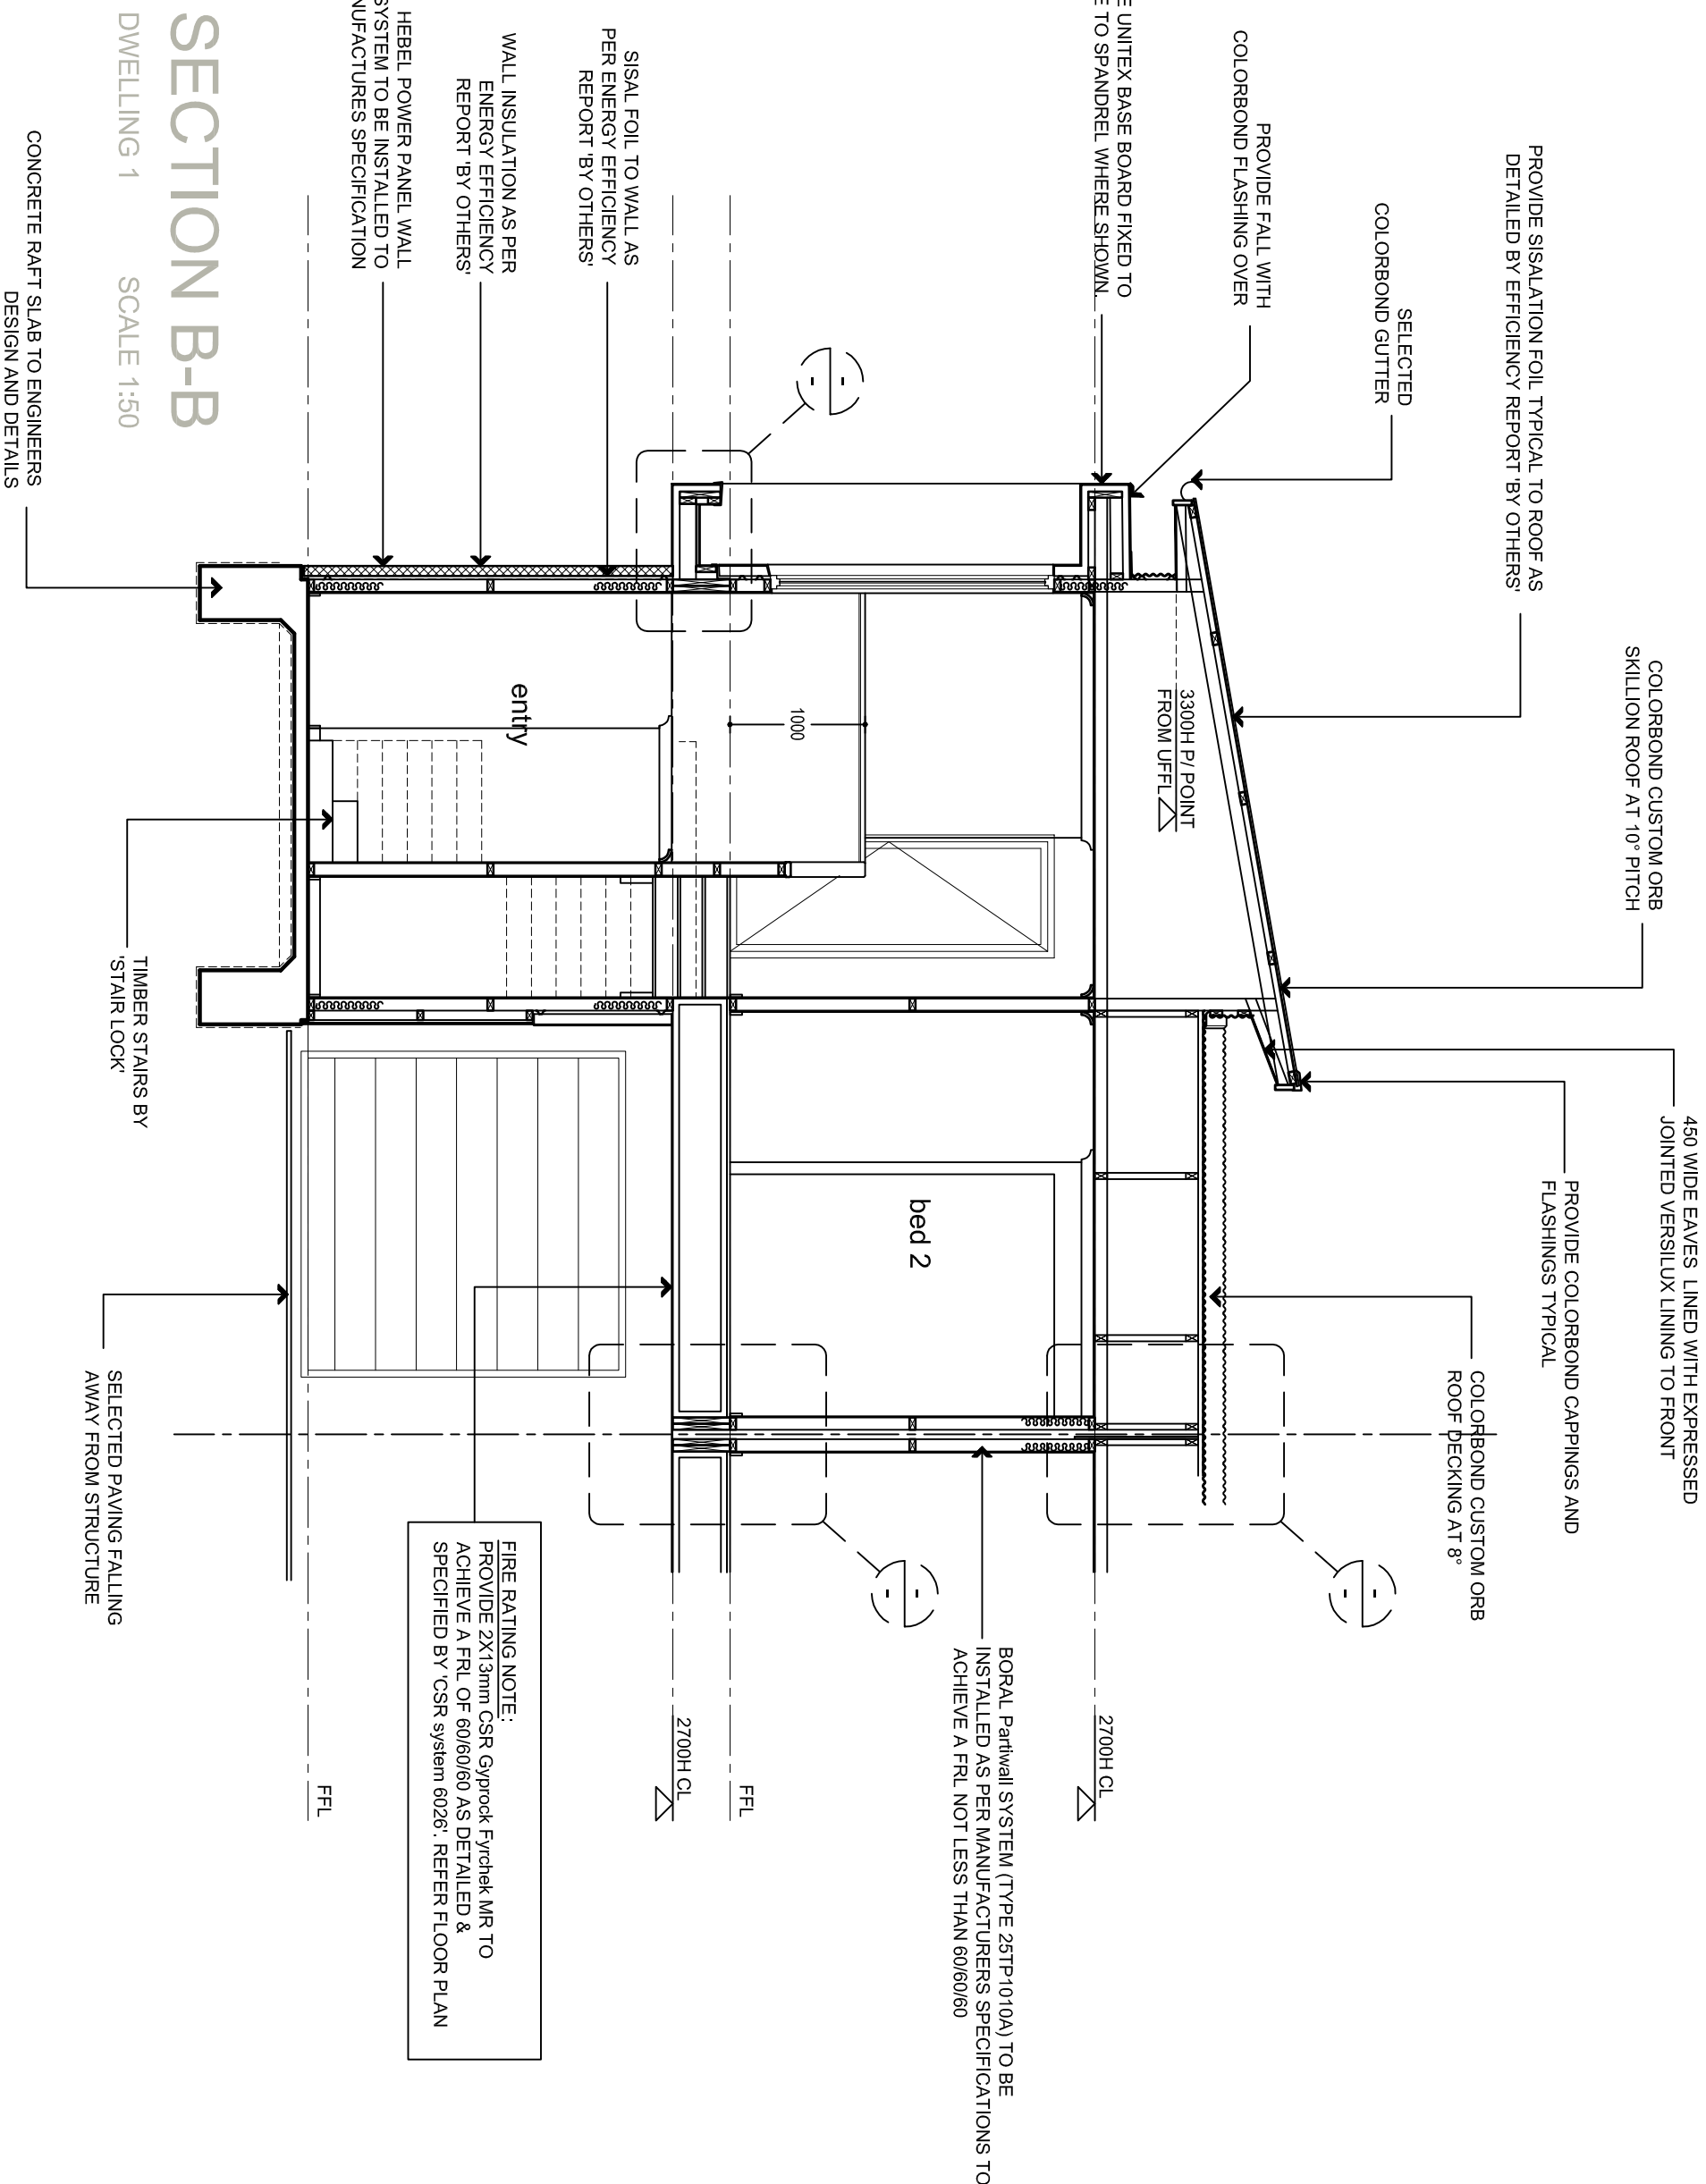 450 WIDE EAVES LINED WITH EXPRESSED
JOINTED VERSILUX LINING TO FRONT
COLORBOND CUSTOM ORB
SKILLION ROOF AT 10° PITCH
PROVIDE COLORBOND CAPPINGS AND
FLASHINGS TYPICAL
PROVIDE SISALATION FOIL TYPICAL TO ROOF AS
DETAILED BY EFFICIENCY REPORT 'BY OTHERS'
COLORBOND CUSTOM ORB
ROOF DECKING AT 8°
SELECTED
COLORBOND GUTTER
PROVIDE FALL WITH
COLORBOND FLASHING OVER
3300H P/ POINT
FROM UFFL
UNITEX BASE BOARD FIXED TO
TO SPANDREL WHERE SHOWN.
2700H CL
BORAL Partiwall SYSTEM (TYPE 25TP1010A) TO BE
INSTALLED AS PER MANUFACTURERS SPECIFICATIONS TO
ACHIEVE A FRL NOT LESS THAN 60/60/60
bed 2
1000
- -
- -
- -
FFL
2700H CL
SISAL FOIL TO WALL AS
PER ENERGY EFFICIENCY
REPORT 'BY OTHERS'
entry
WALL INSULATION AS PER
ENERGY EFFICIENCY
REPORT 'BY OTHERS'
FIRE RATING NOTE :
PROVIDE 2X13mm CSR Gyprock Fyrchek MR TO
ACHIEVE A FRL OF 60/60/60 AS DETAILED &
SPECIFIED BY 'CSR system 6026'. REFER FLOOR PLAN
HEBEL POWER PANEL WALL
SYSTEM TO BE INSTALLED TO
NUFACTURES SPECIFICATION
FFL
SECTION B-B
DWELLING 1 SCALE 1:50
TIMBER STAIRS BY
'STAIR LOCK'
SELECTED PAVING FALLING
AWAY FROM STRUCTURE
CONCRETE RAFT SLAB TO ENGINEERS
DESIGN AND DETAILS